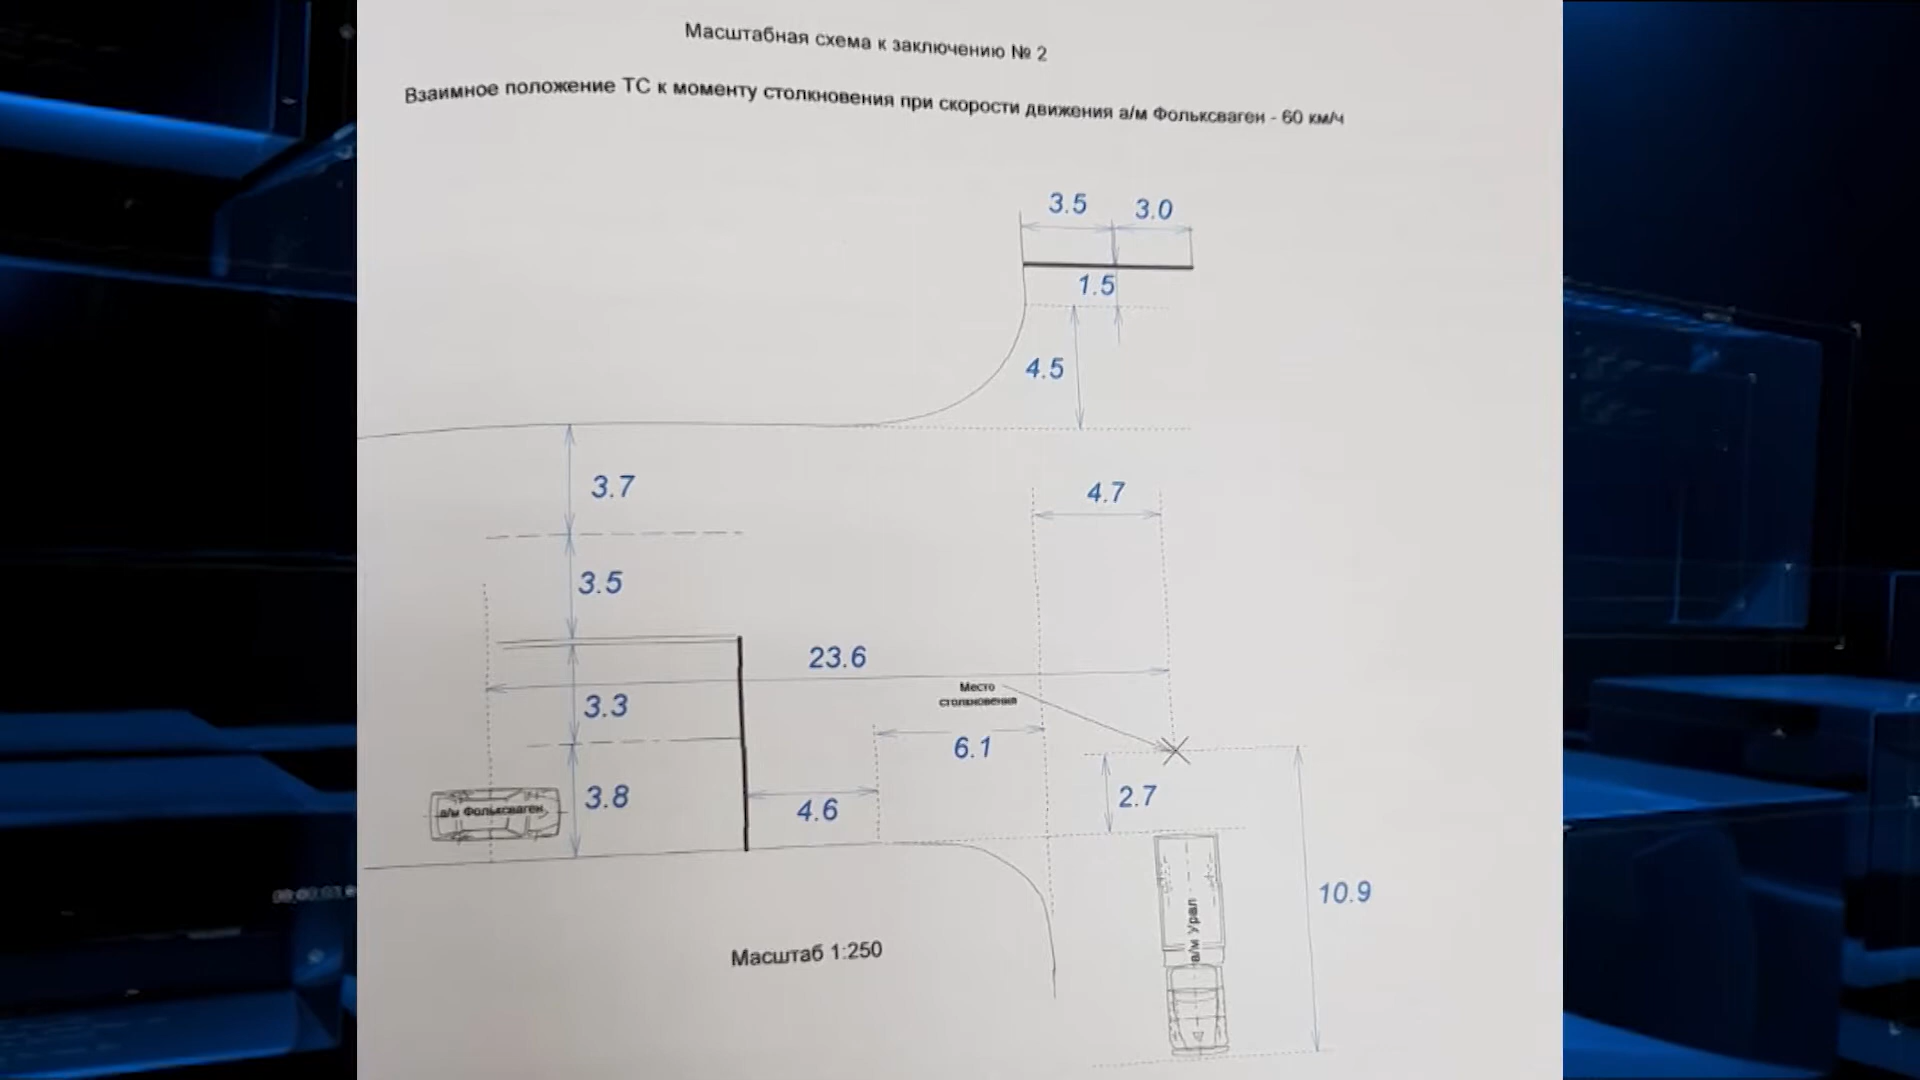 Масштабная схема к заключению № 2
Взаимное положение ТС к моменту столкновения при скорости движения а/м Фольксваген - 60 км/ч
3.5
3.0
1.5
4.5
3.7
4.7
3.5
23.6
Место
столкновения
3.3
6.1
3.8
а/м Фольксваген
4.6
2.7
10.9
а/м Урал
Масштаб 1:250